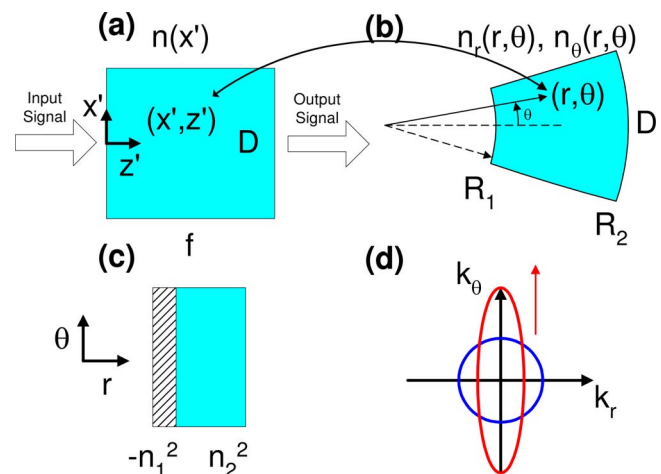 (a)
n(x')
Input
Signal
x'
z'
(x',z')
D
f
Output
Signal
(b)
n_r(r,θ), n_θ(r,θ)
(r,θ)
θ
D
R_1
R_2
(c)
θ
r
-n_1^2
n_2^2
(d)
k_θ
k_r